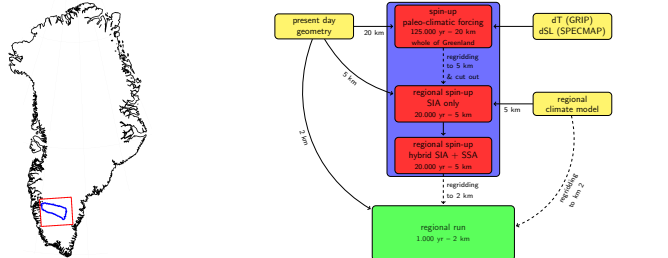 present day
geometry
20 km
spin-up
paleo-climatic forcing
125.000 yr – 20 km
whole of Greenland
dT (GRIP)
dSL (SPECMAP)
regridding
to 5 km
& cut out
5 km
regional spin-up
SIA only
20.000 yr – 5 km
5 km
regional
climate model
2 km
regional spin-up
hybrid SIA + SSA
20.000 yr – 5 km
regridding
to 2 km
regridding
to km 2
regional run
1.000 yr – 2 km